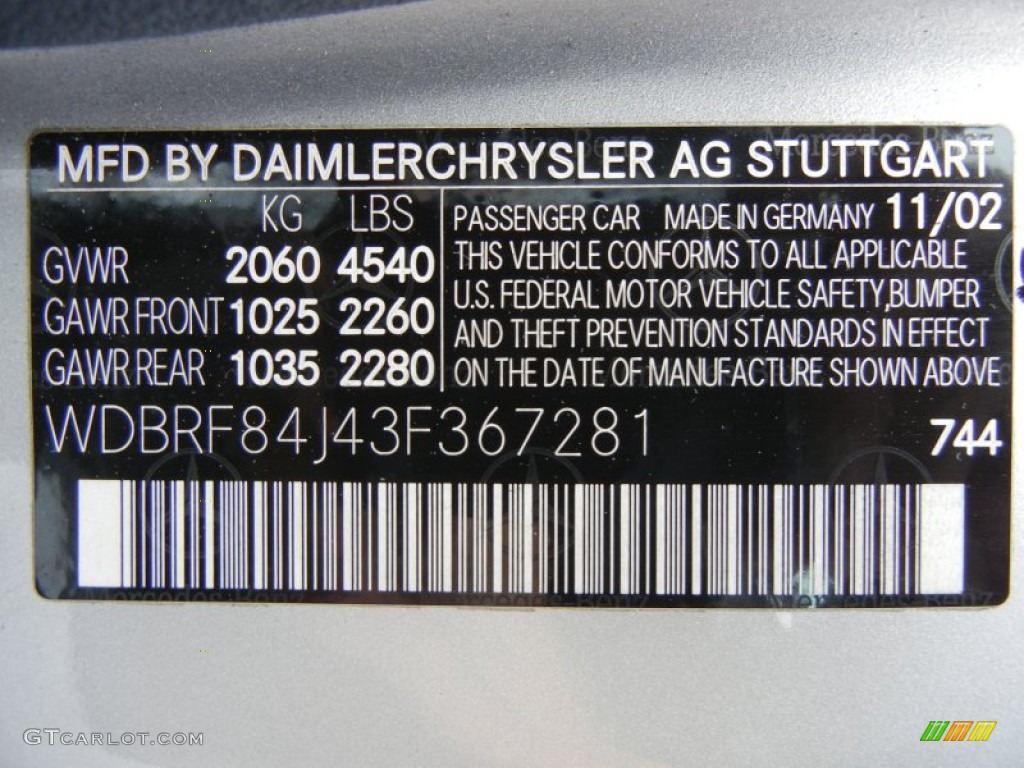 MFD BY DAIMLERCHRYSLER AG STUTTGART
KG LBS
GVWR 2060 4540
GAWR FRONT 1025 2260
GAWR REAR 1035 2280
PASSENGER CAR MADE IN GERMANY 11/02
THIS VEHICLE CONFORMS TO ALL APPLICABLE
U.S. FEDERAL MOTOR VEHICLE SAFETY,BUMPER
AND THEFT PREVENTION STANDARDS IN EFFECT
ON THE DATE OF MANUFACTURE SHOWN ABOVE
WDBRF84J43F367281 744
Mercedes-Benz
GTCARLOT.COM